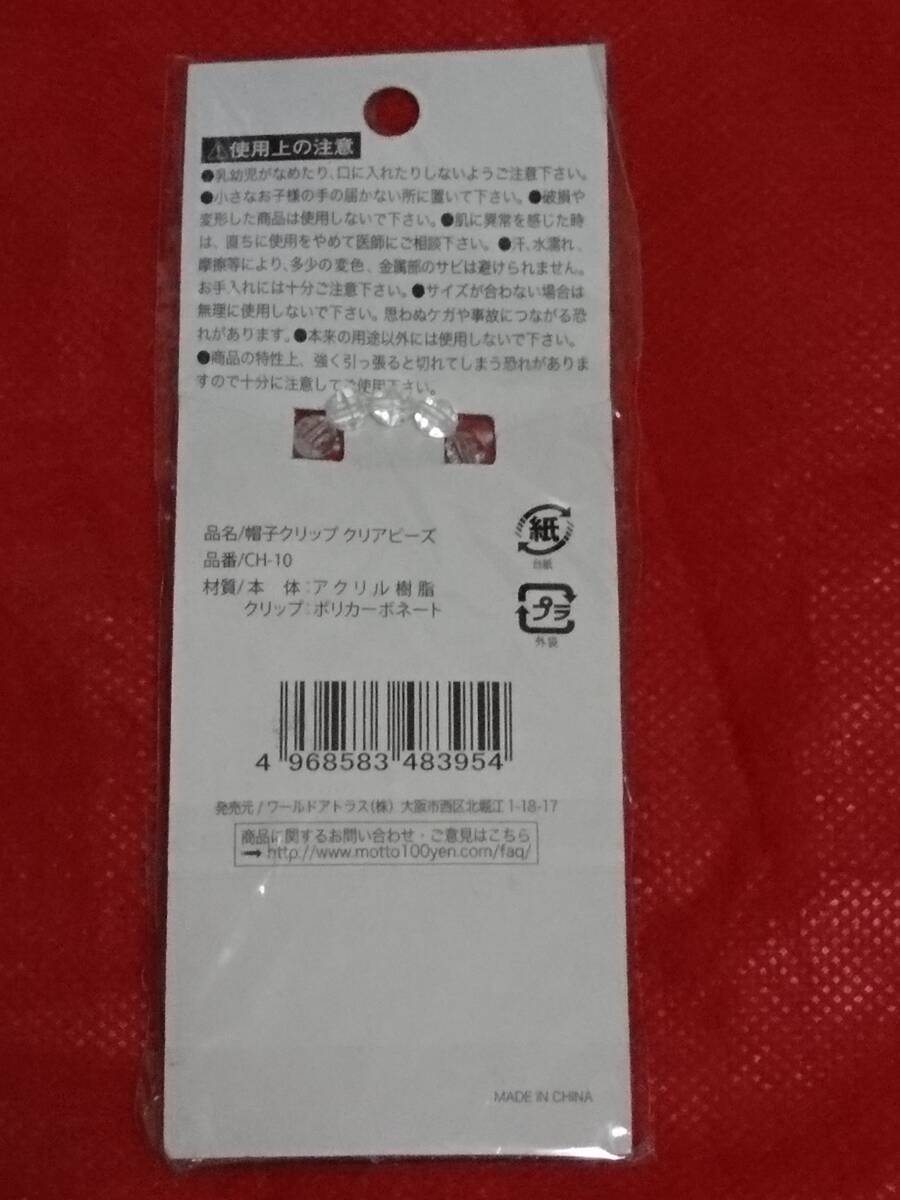 ⚠使用上の注意
●乳幼児がなめたり、口に入れたりしないようご注意下さい。
●小さなお子様の手の届かない所に置いて下さい。●破損や
変形した商品は使用しないで下さい。●肌に異常を感じた時
は、直ちに使用をやめて医師にご相談下さい。●汗、水濡れ、
摩擦等により、多少の変色、金属部のサビは避けられません。
お手入れには十分ご注意下さい。●サイズが合わない場合は
無理に使用しないで下さい。思わぬケガや事故につながる恐
れがあります。●本来の用途以外には使用しないで下さい。
●商品の特性上、強く引っ張ると切れてしまう恐れがありま
すので十分に注意してご使用下さい。
品名/帽子クリップ クリアビーズ
品番/CH-10
材質/本 体:アクリル樹脂
クリップ:ポリカーボネート
紙
台紙
プラ
外袋
4 968583 483954
発売元/ワールドアトラス(株) 大阪市西区北堀江1-18-17
商品に関するお問い合わせ・ご意見はこちら
→http://www.motto100yen.com/faq/
MADE IN CHINA